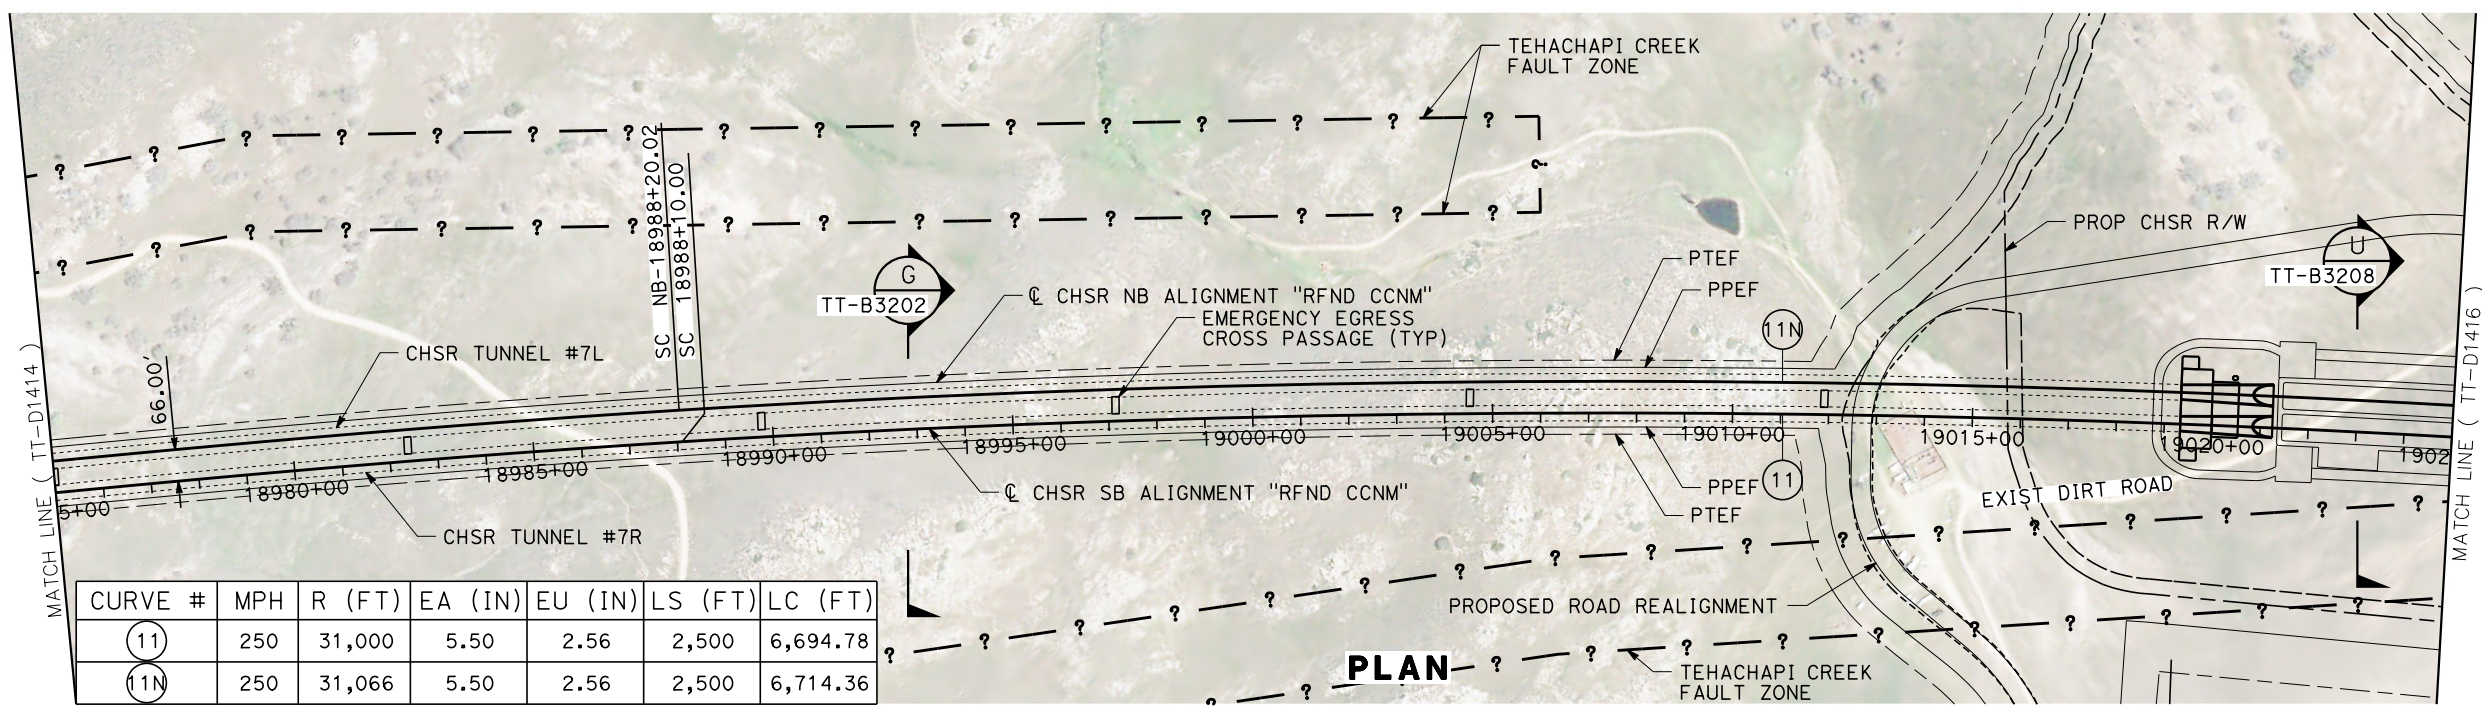 TEHACHAPI CREEK
FAULT ZONE
SC NB-18988+20.02
SC 18988+10.00
PROP CHSR R/W
U
TT-B3208
G
TT-B3202
PTEF
PPEF
℄ CHSR NB ALIGNMENT "RFND CCNM"
EMERGENCY EGRESS
CROSS PASSAGE (TYP)
11N
CHSR TUNNEL #7L
66.00'
MATCH LINE ( TT-D1414 )
MATCH LINE ( TT-D1416 )
5+00
18980+00
18985+00
18990+00
18995+00
19000+00
19005+00
19010+00
19015+00
19020+00
1902
℄ CHSR SB ALIGNMENT "RFND CCNM"
PPEF
11
PTEF
EXIST DIRT ROAD
CHSR TUNNEL #7R
PROPOSED ROAD REALIGNMENT
TEHACHAPI CREEK
FAULT ZONE
PLAN
CURVE # MPH R (FT) EA (IN) EU (IN) LS (FT) LC (FT)
11 250 31,000 5.50 2.56 2,500 6,694.78
11N 250 31,066 5.50 2.56 2,500 6,714.36